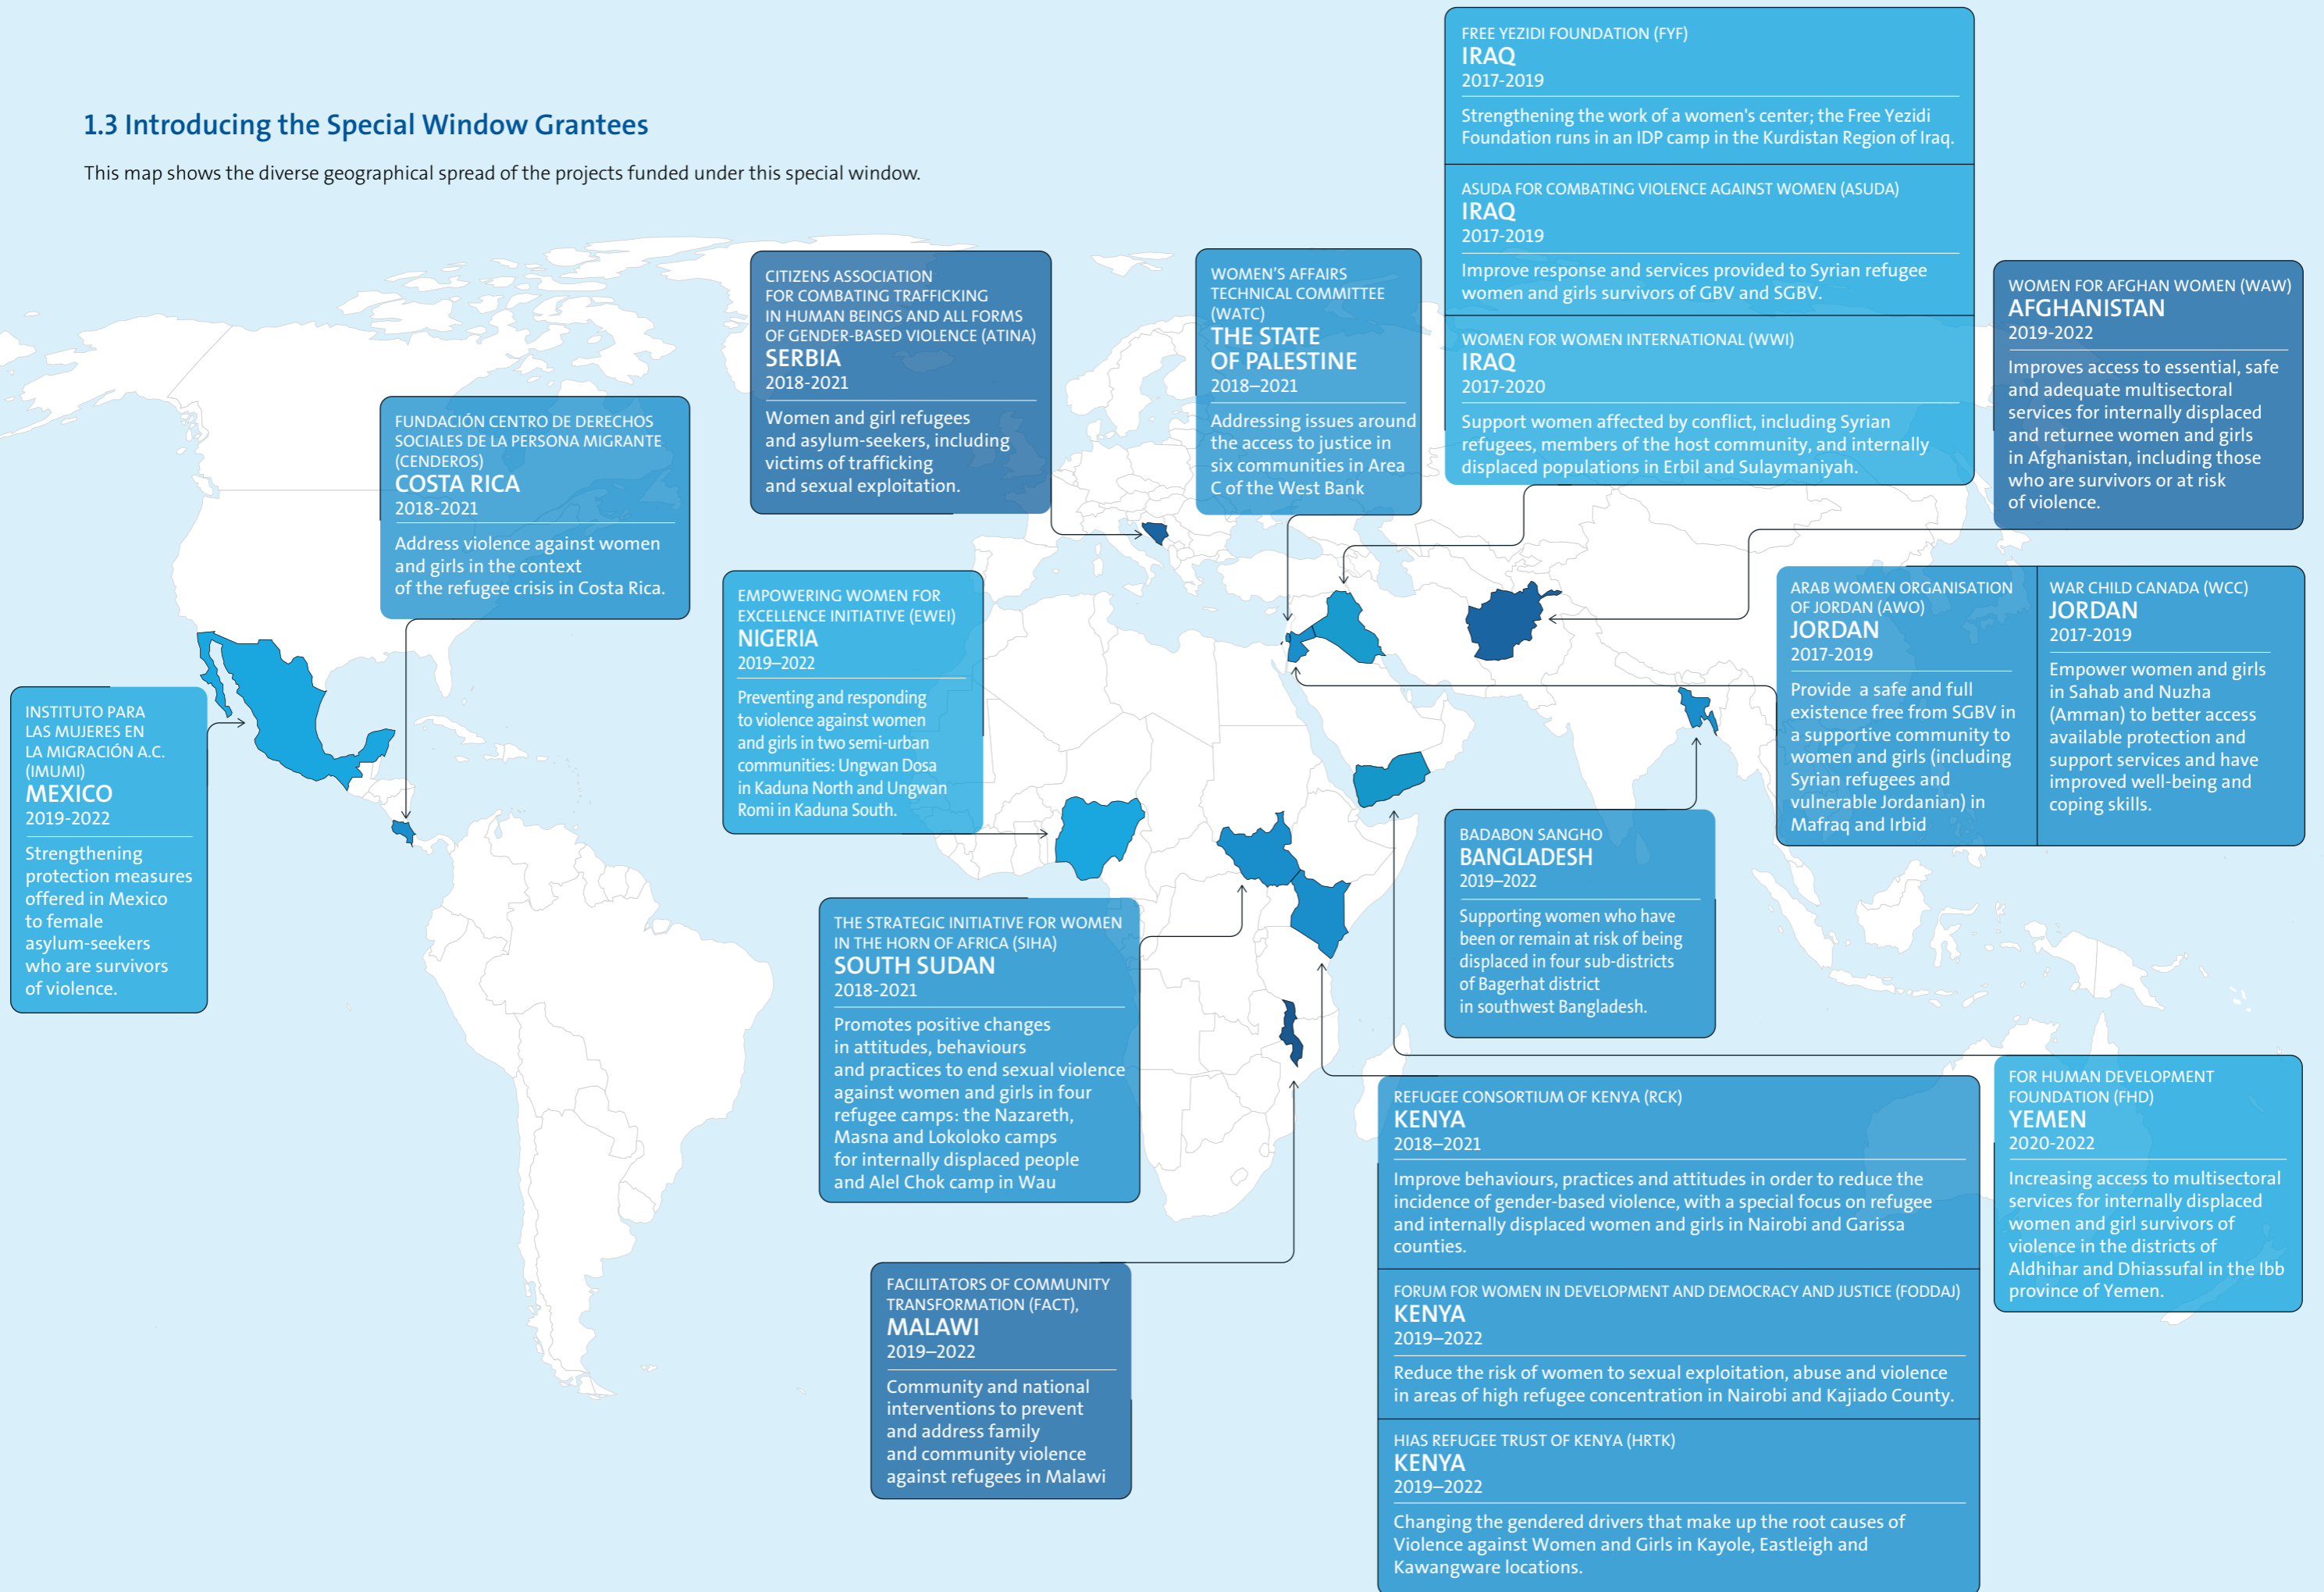 1.3 Introducing the Special Window Grantees
This map shows the diverse geographical spread of the projects funded under this special window.
FREE YEZIDI FOUNDATION (FYF)
IRAQ
2017-2019
Strengthening the work of a women's center; the Free Yezidi
Foundation runs in an IDP camp in the Kurdistan Region of Iraq.
ASUDA FOR COMBATING VIOLENCE AGAINST WOMEN (ASUDA)
IRAQ
2017-2019
Improve response and services provided to Syrian refugee
women and girls survivors of GBV and SGBV.
WOMEN FOR WOMEN INTERNATIONAL (WWI)
IRAQ
2017-2020
Support women affected by conflict, including Syrian
refugees, members of the host community, and internally
displaced populations in Erbil and Sulaymaniyah.
CITIZENS ASSOCIATION
FOR COMBATING TRAFFICKING
IN HUMAN BEINGS AND ALL FORMS
OF GENDER-BASED VIOLENCE (ATINA)
SERBIA
2018-2021
Women and girl refugees
and asylum-seekers, including
victims of trafficking
and sexual exploitation.
WOMEN’S AFFAIRS
TECHNICAL COMMITTEE
(WATC)
THE STATE
OF PALESTINE
2018–2021
Addressing issues around
the access to justice in
six communities in Area
C of the West Bank
WOMEN FOR AFGHAN WOMEN (WAW)
AFGHANISTAN
2019-2022
Improves access to essential, safe
and adequate multisectoral
services for internally displaced
and returnee women and girls
in Afghanistan, including those
who are survivors or at risk
of violence.
FUNDACIÓN CENTRO DE DERECHOS
SOCIALES DE LA PERSONA MIGRANTE
(CENDEROS)
COSTA RICA
2018-2021
Address violence against women
and girls in the context
of the refugee crisis in Costa Rica.
EMPOWERING WOMEN FOR
EXCELLENCE INITIATIVE (EWEI)
NIGERIA
2019–2022
Preventing and responding
to violence against women
and girls in two semi-urban
communities: Ungwan Dosa
in Kaduna North and Ungwan
Romi in Kaduna South.
ARAB WOMEN ORGANISATION
OF JORDAN (AWO)
JORDAN
2017-2019
Provide a safe and full
existence free from SGBV in
a supportive community to
women and girls (including
Syrian refugees and
vulnerable Jordanian) in
Mafraq and Irbid
WAR CHILD CANADA (WCC)
JORDAN
2017-2019
Empower women and girls
in Sahab and Nuzha
(Amman) to better access
available protection and
support services and have
improved well-being and
coping skills.
INSTITUTO PARA
LAS MUJERES EN
LA MIGRACIÓN A.C.
(IMUMI)
MEXICO
2019-2022
Strengthening
protection measures
offered in Mexico
to female
asylum-seekers
who are survivors
of violence.
BADABON SANGHO
BANGLADESH
2019–2022
Supporting women who have
been or remain at risk of being
displaced in four sub-districts
of Bagerhat district
in southwest Bangladesh.
THE STRATEGIC INITIATIVE FOR WOMEN
IN THE HORN OF AFRICA (SIHA)
SOUTH SUDAN
2018-2021
Promotes positive changes
in attitudes, behaviours
and practices to end sexual violence
against women and girls in four
refugee camps: the Nazareth,
Masna and Lokoloko camps
for internally displaced people
and Alel Chok camp in Wau
REFUGEE CONSORTIUM OF KENYA (RCK)
KENYA
2018–2021
Improve behaviours, practices and attitudes in order to reduce the
incidence of gender-based violence, with a special focus on refugee
and internally displaced women and girls in Nairobi and Garissa
counties.
FORUM FOR WOMEN IN DEVELOPMENT AND DEMOCRACY AND JUSTICE (FODDAJ)
KENYA
2019–2022
Reduce the risk of women to sexual exploitation, abuse and violence
in areas of high refugee concentration in Nairobi and Kajiado County.
HIAS REFUGEE TRUST OF KENYA (HRTK)
KENYA
2019–2022
Changing the gendered drivers that make up the root causes of
Violence against Women and Girls in Kayole, Eastleigh and
Kawangware locations.
FOR HUMAN DEVELOPMENT
FOUNDATION (FHD)
YEMEN
2020-2022
Increasing access to multisectoral
services for internally displaced
women and girl survivors of
violence in the districts of
Aldhihar and Dhiassufal in the Ibb
province of Yemen.
FACILITATORS OF COMMUNITY
TRANSFORMATION (FACT),
MALAWI
2019–2022
Community and national
interventions to prevent
and address family
and community violence
against refugees in Malawi